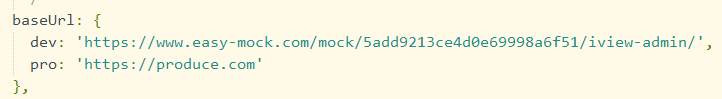 baseUrl: {
dev: 'https://www.easy-mock.com/mock/5add9213ce4d0e69998a6f51/iview-admin/',
pro: 'https://produce.com'
},